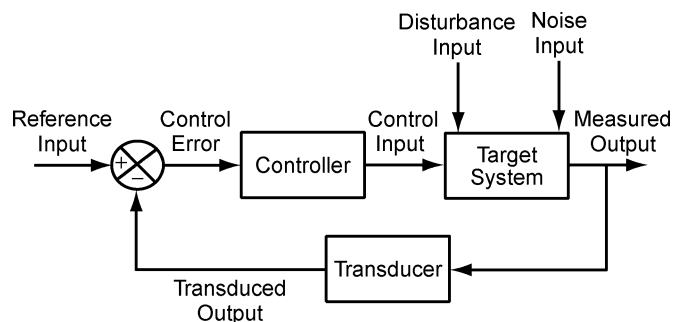 Disturbance
Input
Noise
Input
Reference
Input
Control
Error
Control
Input
Measured
Output
+
−
Controller
Target
System
Transducer
Transduced
Output